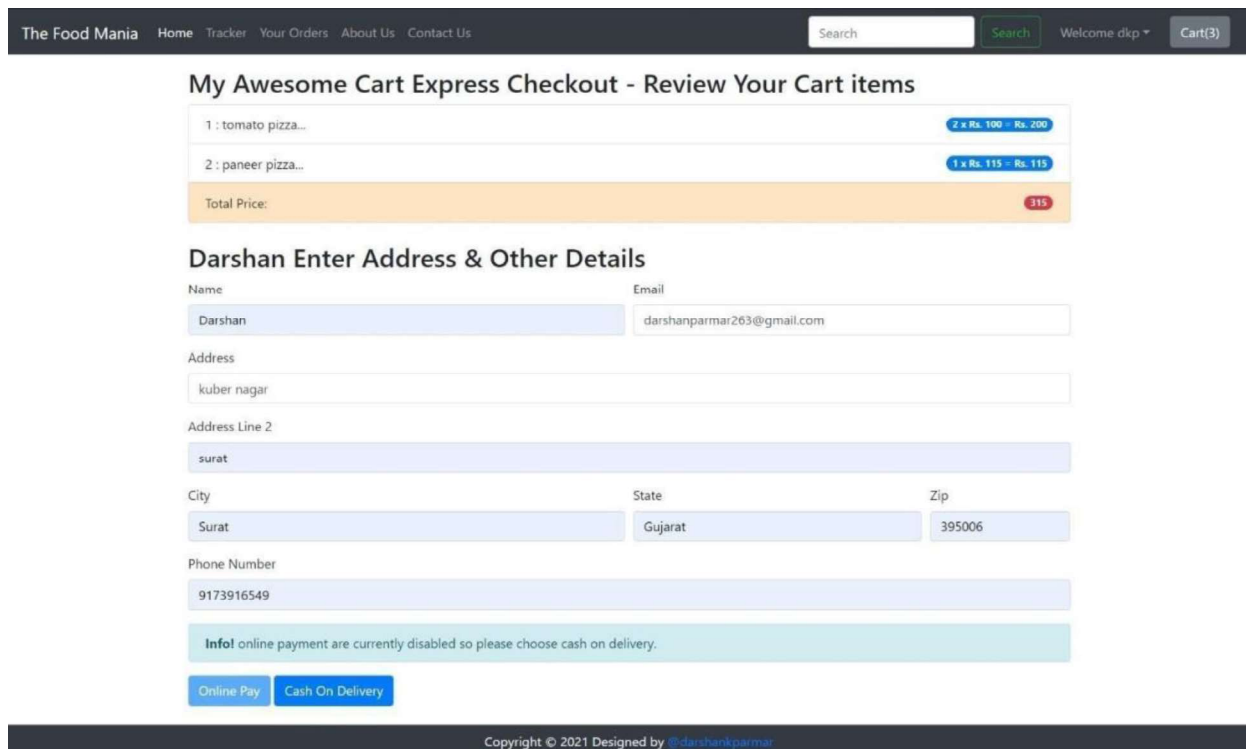 The Food Mania Home Tracker Your Orders About Us Contact Us Search Search Welcome dkp Cart(3)
My Awesome Cart Express Checkout - Review Your Cart items
1 : tomato pizza... 2 x Rs. 100 = Rs. 200
2 : paneer pizza... 1 x Rs. 115 = Rs. 115
Total Price: 315
Darshan Enter Address & Other Details
Name Email
Darshan darshanparmar263@gmail.com
Address
kuber nagar
Address Line 2
surat
City State Zip
Surat Gujarat 395006
Phone Number
9173916549
Info! online payment are currently disabled so please choose cash on delivery.
Online Pay Cash On Delivery
Copyright © 2021 Designed by @darshankparmar